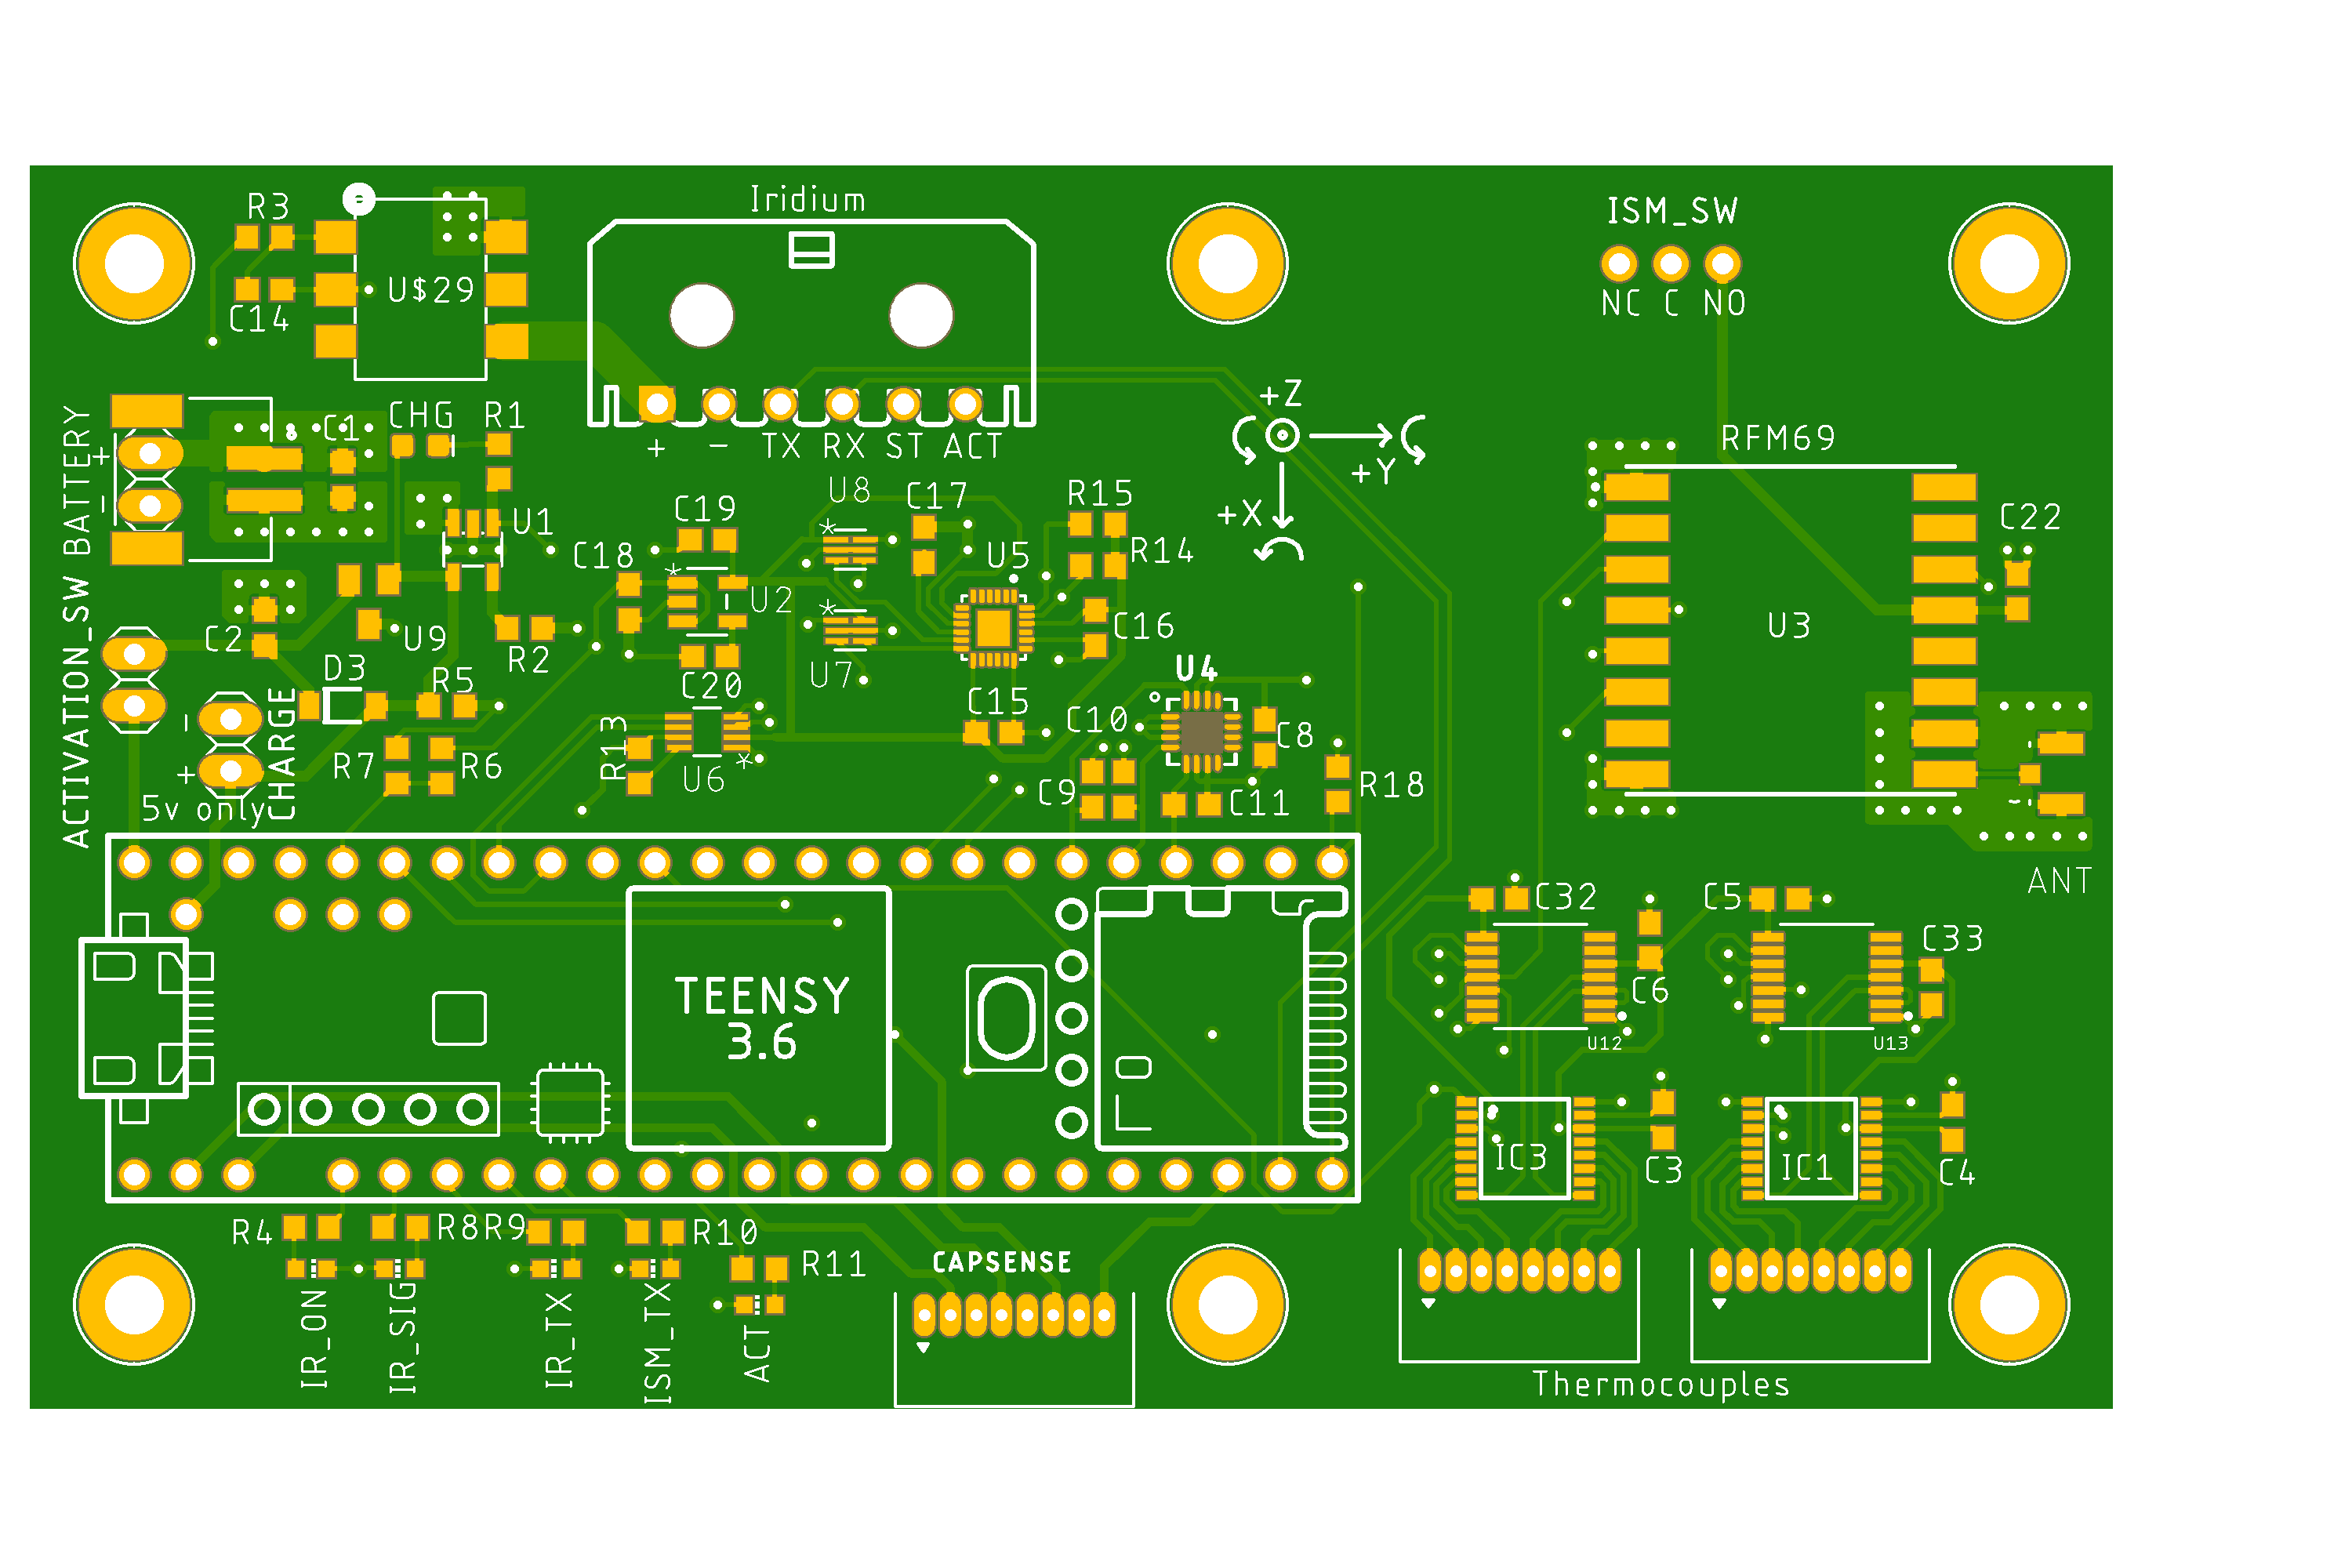 Iridium
ISM_SW
R3
NC C NO
U$29
C14
+Z
BATTERY
+
-
C1
CHG
R1
+ - TX RX ST ACT
+Y
RFM69
U8
C17
R15
+X
C19
C22
U1
*
R14
C18
U5
*
U2
*
C16
U3
ACTIVATION_SW
C2
U9
R2
U7
U4
D3
R5
C20
C15
C10
-
CHARGE
C8
R7
R6
R13
U6
*
+
C9
R18
5v only
C11
ANT
C32
C5
C33
TEENSY
3.6
C6
U12
U13
IC3
IC1
C3
C4
R4
R8
R9
R10
CAPSENSE
R11
IR_ON
IR_SIG
IR_TX
ISM_TX
ACT
Thermocouples